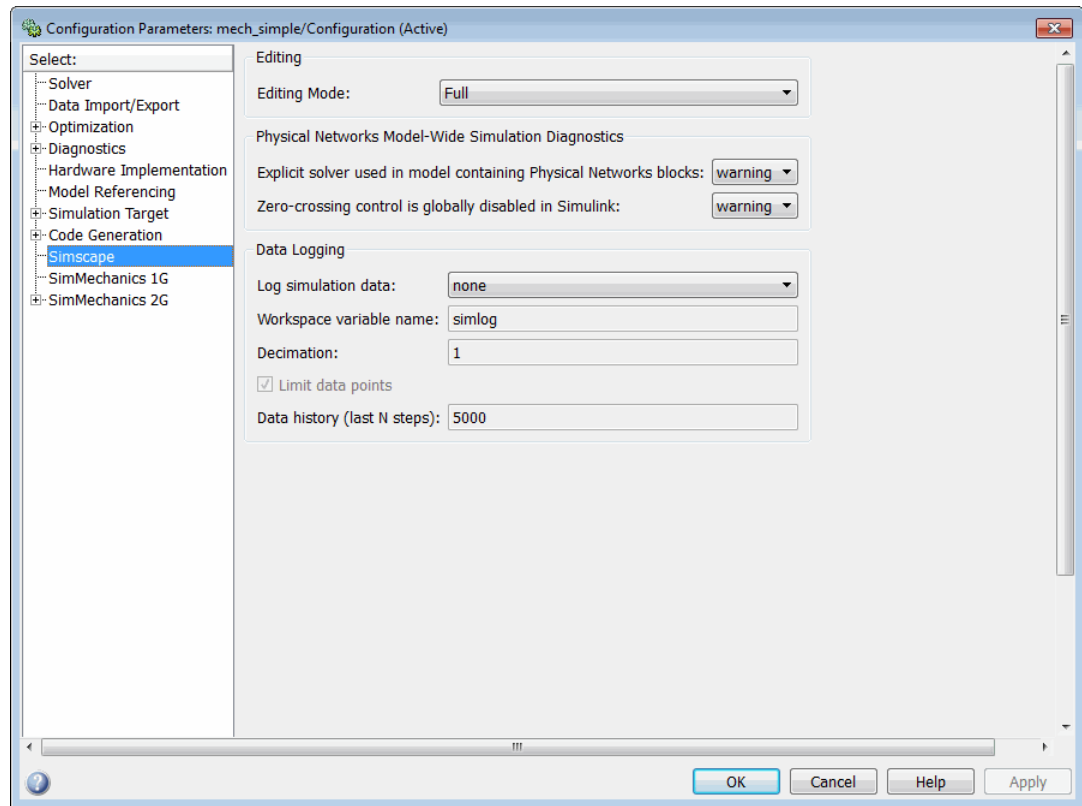 Configuration Parameters: mech_simple/Configuration (Active)
Select:
Solver
Data Import/Export
Optimization
Diagnostics
Hardware Implementation
Model Referencing
Simulation Target
Code Generation
Simscape
SimMechanics 1G
SimMechanics 2G
Editing
Editing Mode: Full
Physical Networks Model-Wide Simulation Diagnostics
Explicit solver used in model containing Physical Networks blocks: warning
Zero-crossing control is globally disabled in Simulink: warning
Data Logging
Log simulation data: none
Workspace variable name: simlog
Decimation: 1
Limit data points
Data history (last N steps): 5000
OK Cancel Help Apply